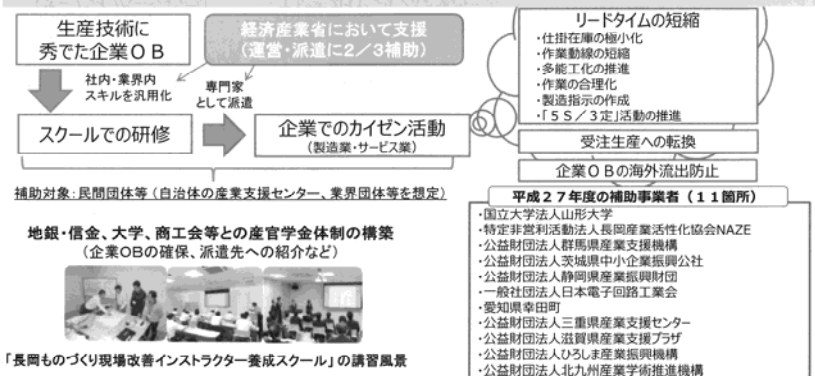 生産技術に
秀でた企業ＯＢ
経済産業省において支援
（運営・派遣に２／３補助）
社内・業界内
スキルを汎用化
専門家
として派遣
スクールでの研修
企業でのカイゼン活動
（製造業・サービス業）
補助対象：民間団体等（自治体の産業支援センター、業界団体等を想定）
地銀・信金、大学、商工会等との産官学金体制の構築
（企業OBの確保、派遣先への紹介など）
「長岡ものづくり現場改善インストラクター養成スクール」の講習風景
リードタイムの短縮
・仕掛在庫の極小化
・作業動線の短縮
・多能工化の推進
・作業の合理化
・製造指示の作成
・「５Ｓ／３定」活動の推進
受注生産への転換
企業ＯＢの海外流出防止
平成２７年度の補助事業者（１１箇所）
・国立大学法人山形大学
・特定非営利活動法人長岡産業活性化協会NAZE
・公益財団法人群馬県産業支援機構
・公益財団法人茨城県中小企業振興公社
・公益財団法人静岡県産業振興財団
・一般社団法人日本電子回路工業会
・愛知県幸田町
・公益財団法人三重県産業支援センター
・公益財団法人滋賀県産業支援プラザ
・公益財団法人ひろしま産業振興機構
・公益財団法人北九州産業学術推進機構